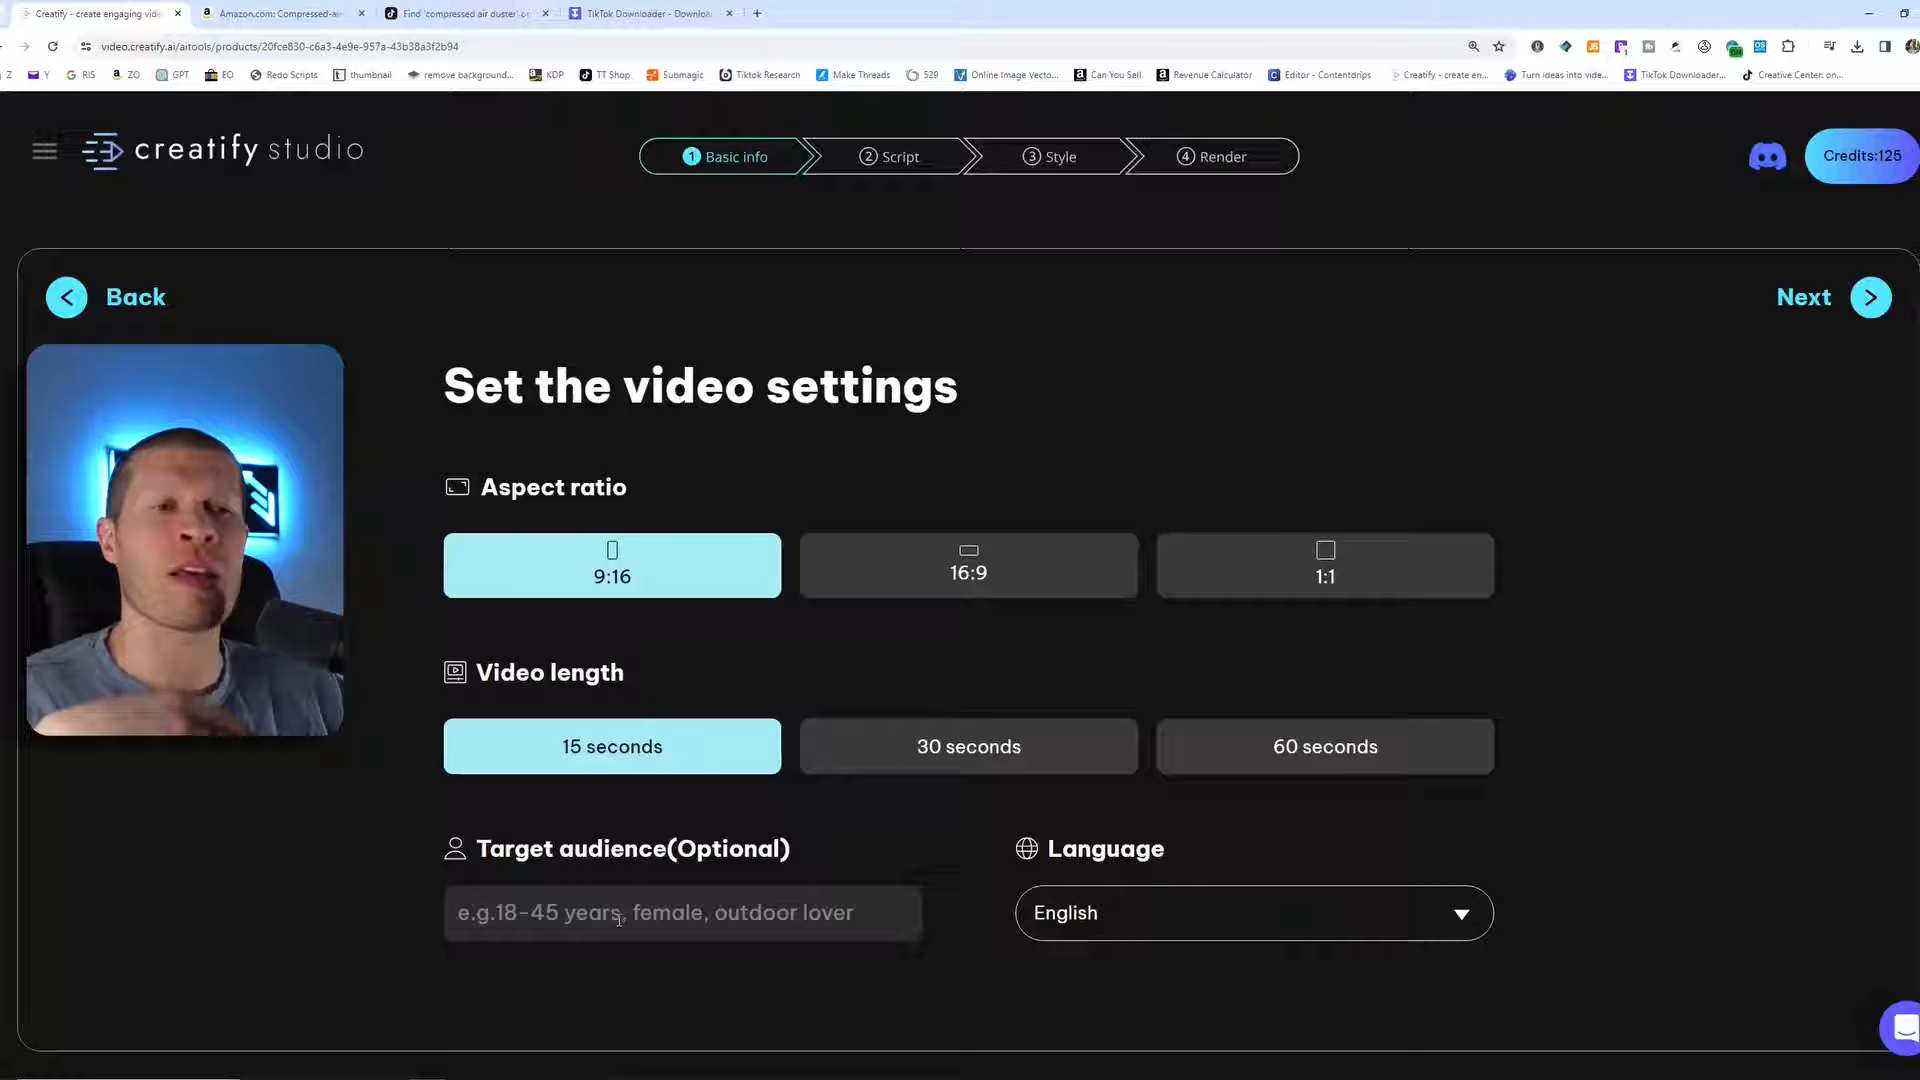 Creatify - create engaging vide
Amazon.com: Compressed-ai
Find 'compressed air duster' o
TikTok Downloader - Downloa
video.creatify.ai/aitools/products/20fce830-c6a3-4e9e-957a-43b38a3f2b94
Z
Y
RIS
ZO
GPT
EO
Redo Scripts
thumbnail
remove background...
KDP
TT Shop
Submagic
Tiktok Research
Make Threads
529
Online Image Vecto...
Can You Sell
Revenue Calculator
Editor - Contentdrips
Creatify - create en...
Turn ideas into vide...
TikTok Downloader...
Creative Center: on...
creatify studio
1 Basic info
2 Script
3 Style
4 Render
Credits:125
Back
Next
Set the video settings
Aspect ratio
9:16
16:9
1:1
Video length
15 seconds
30 seconds
60 seconds
Target audience(Optional)
Language
e.g.18-45 years, female, outdoor lover
English